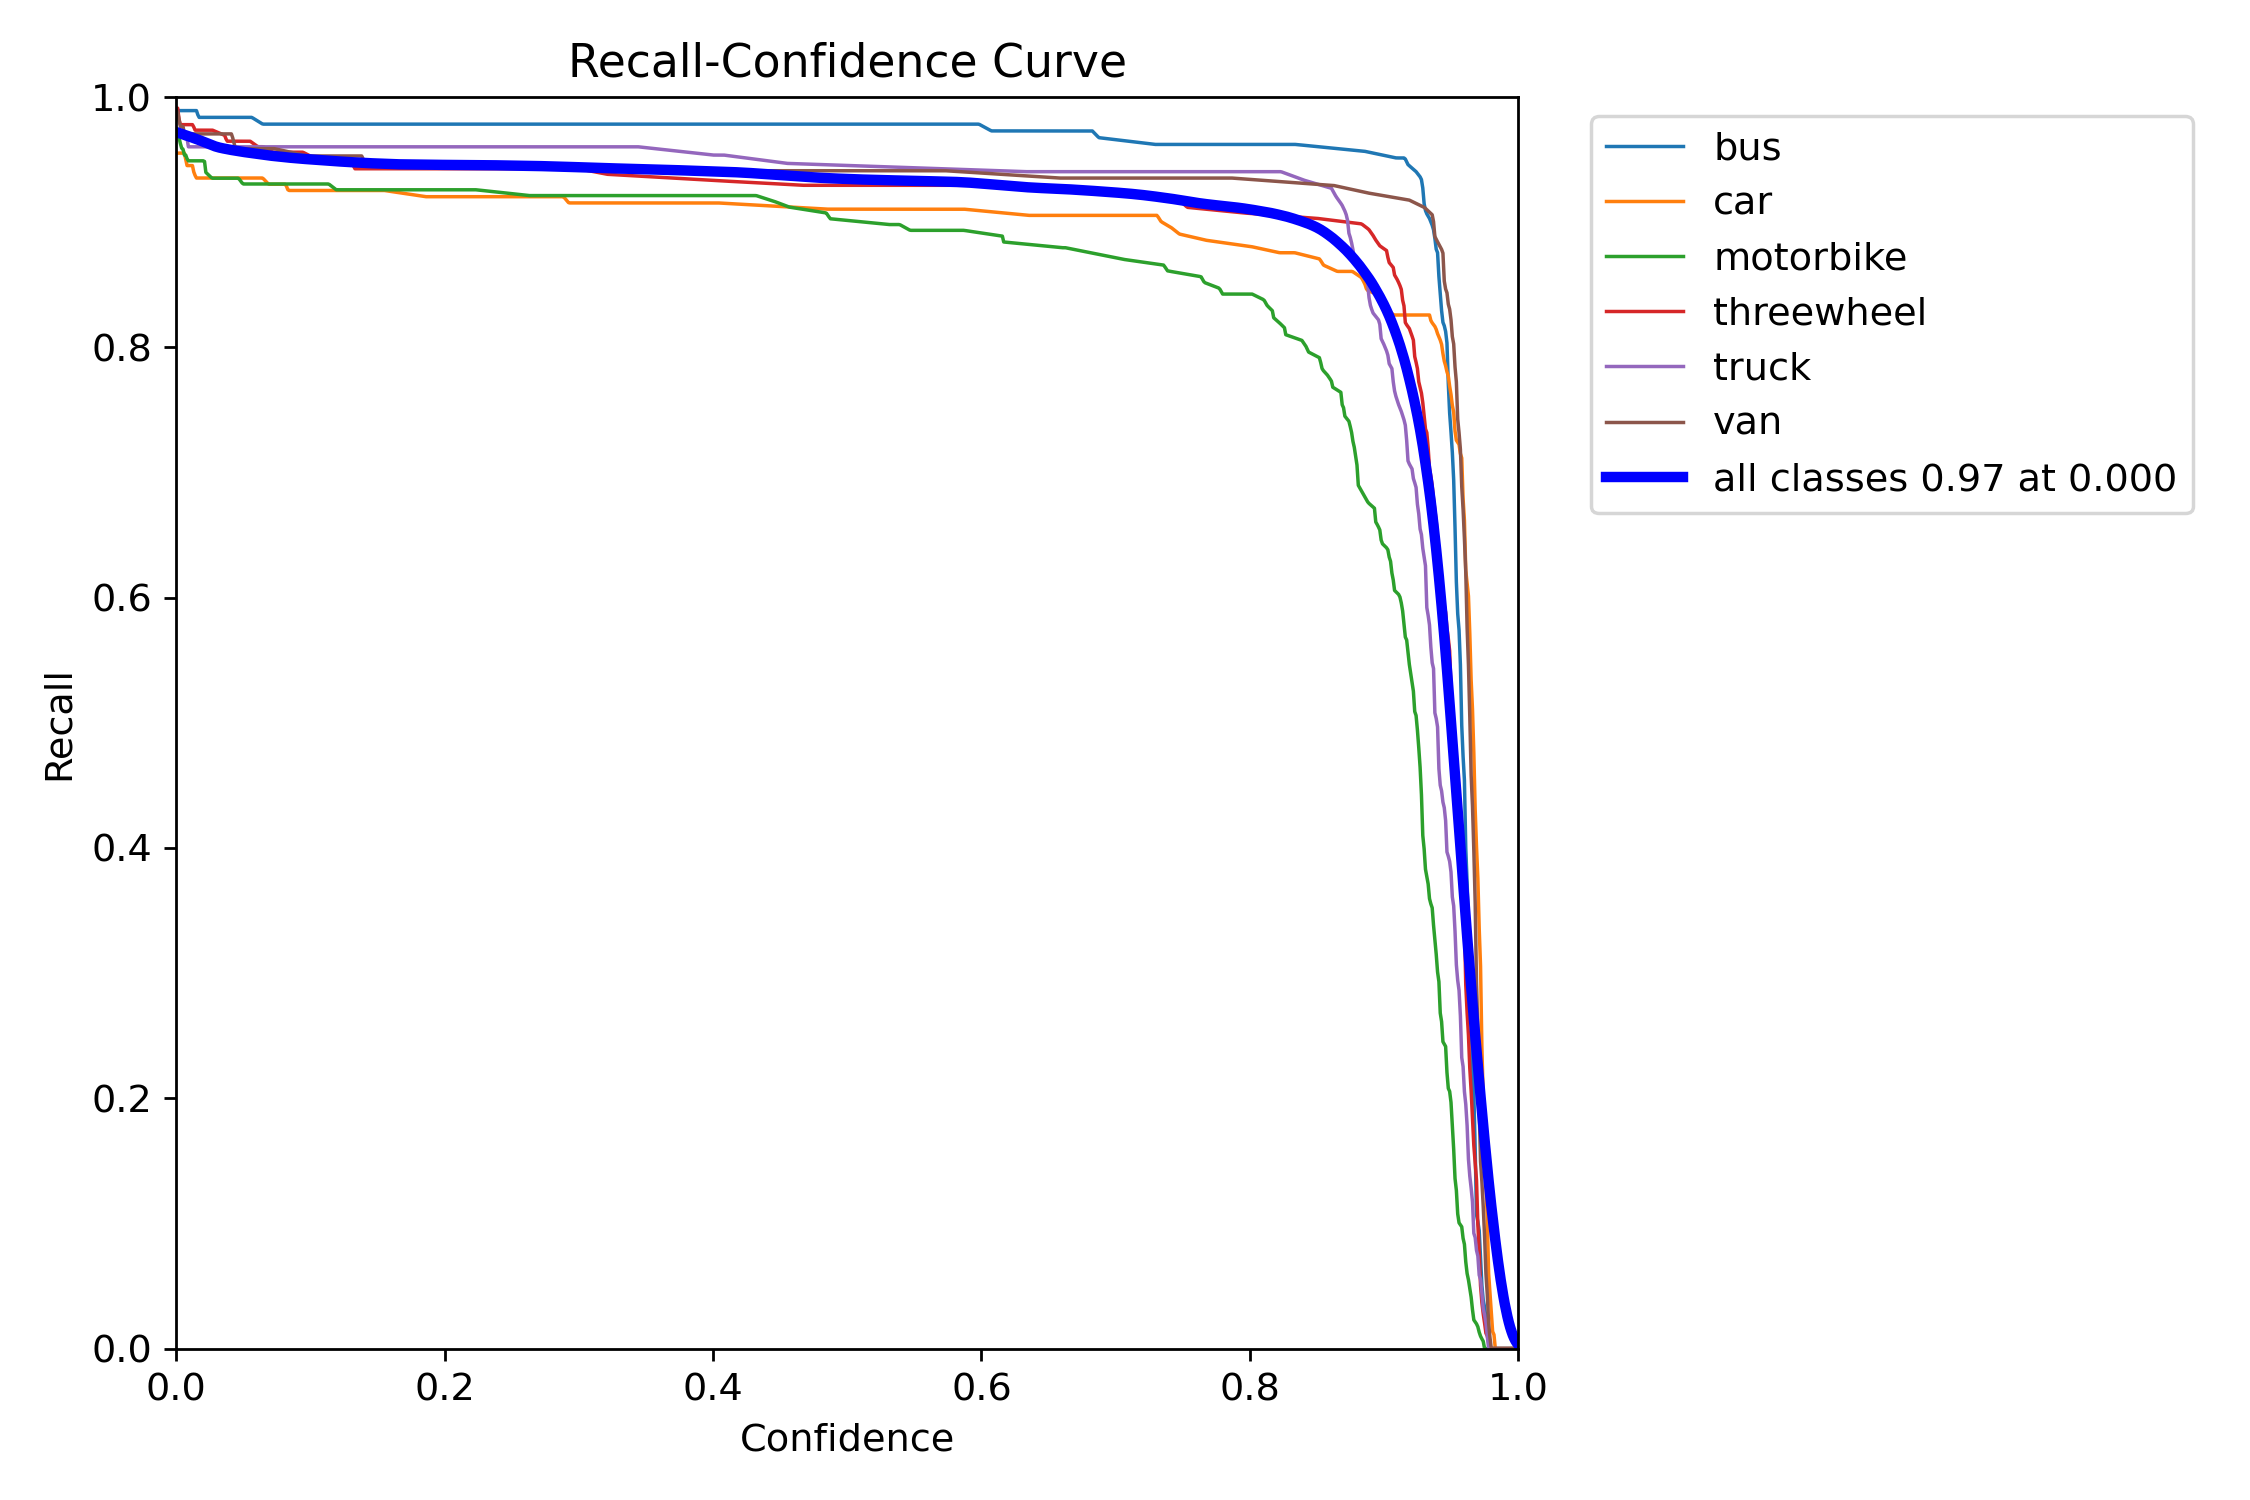 Recall-Confidence Curve
1.0
0.8
0.6
0.4
0.2
0.0
Recall
0.0 0.2 0.4 0.6 0.8 1.0
Confidence
bus
car
motorbike
threewheel
truck
van
all classes 0.97 at 0.000